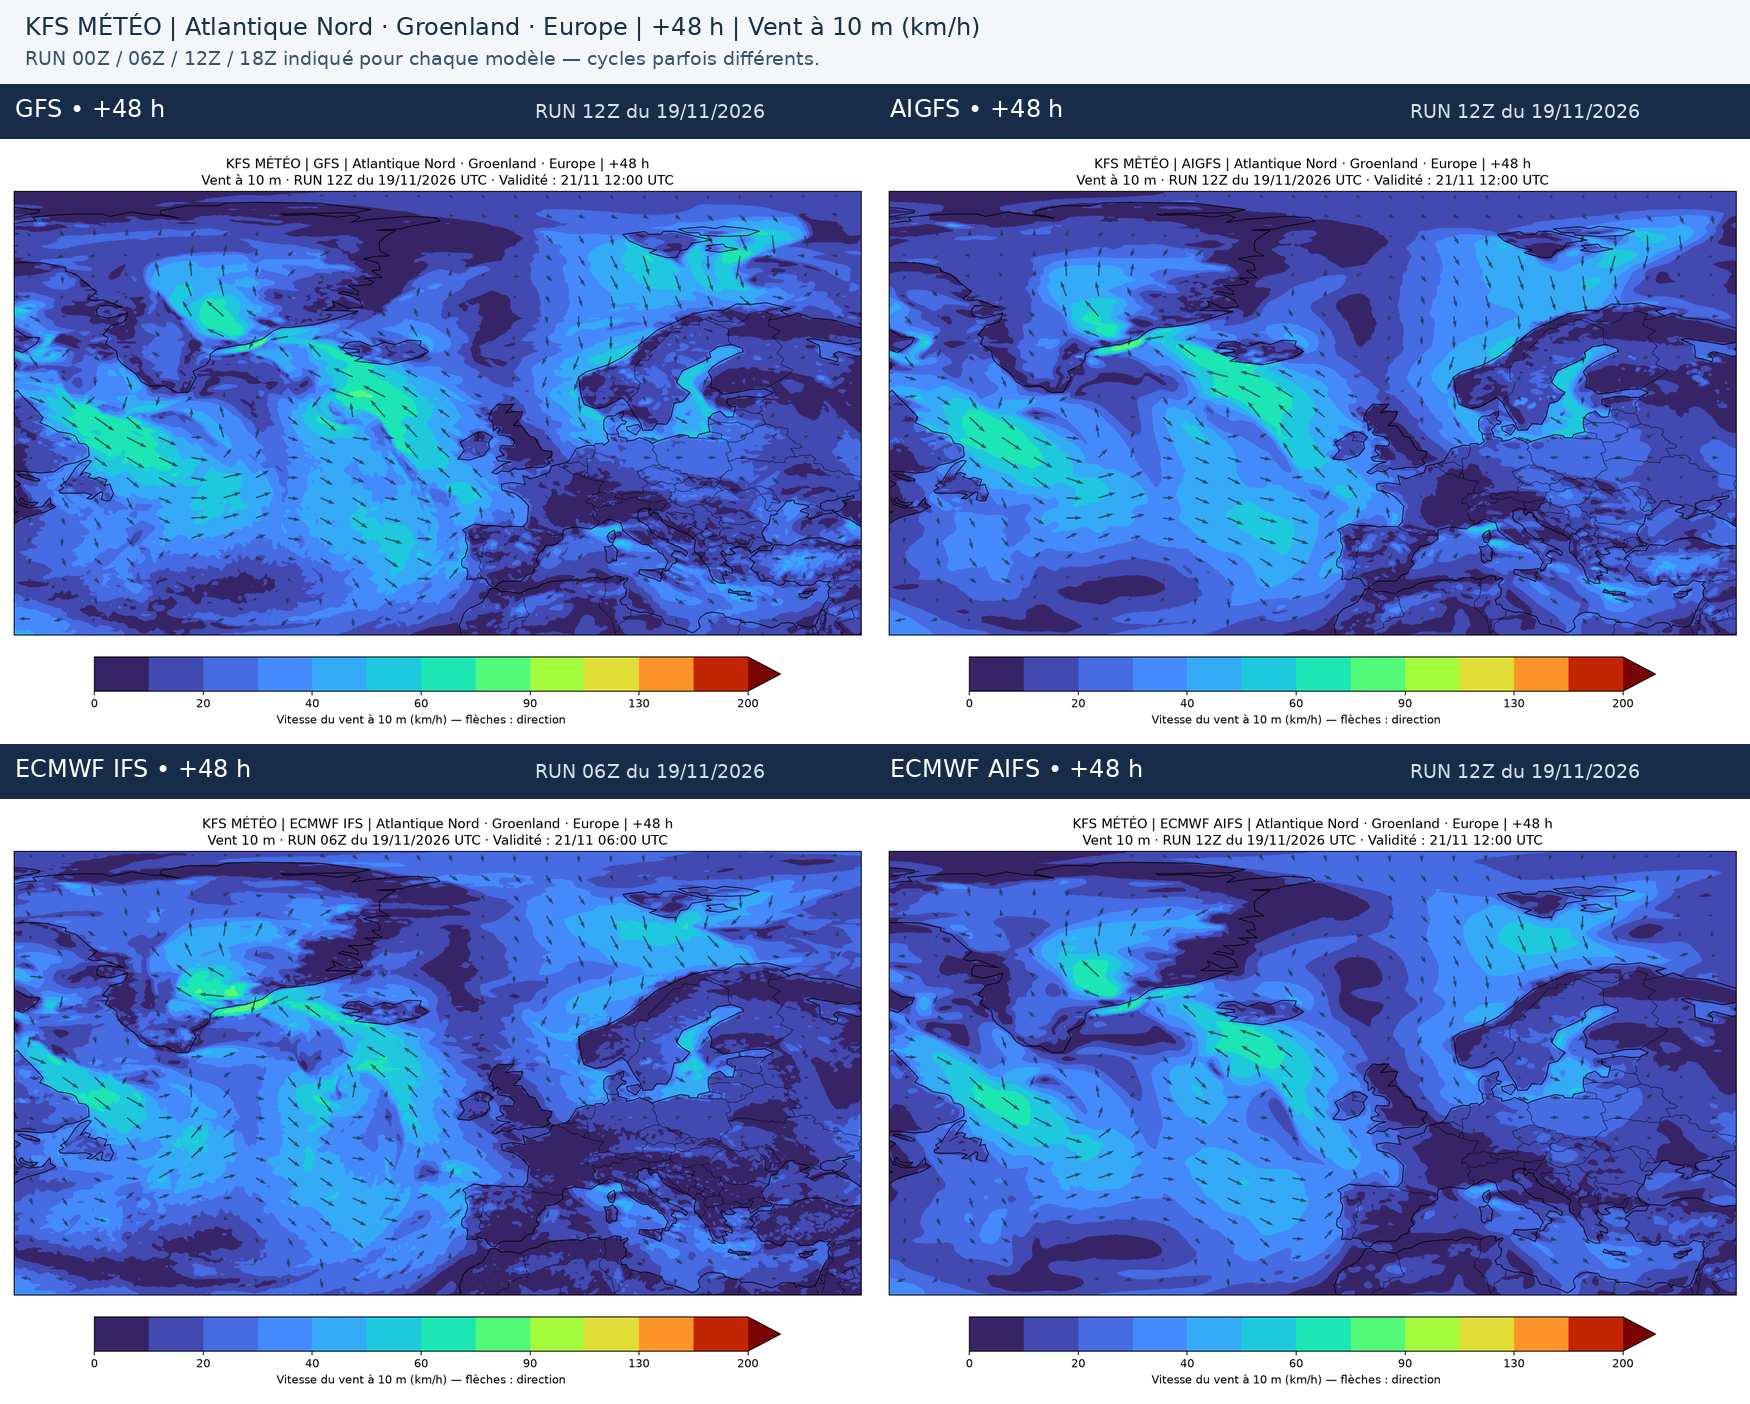 KFS MÉTÉO | Atlantique Nord · Groenland · Europe | +48 h | Vent à 10 m (km/h)
RUN 00Z / 06Z / 12Z / 18Z indiqué pour chaque modèle — cycles parfois différents.
GFS • +48 h
RUN 12Z du 19/11/2026
KFS MÉTÉO | GFS | Atlantique Nord · Groenland · Europe | +48 h
Vent à 10 m · RUN 12Z du 19/11/2026 UTC · Validité : 21/11 12:00 UTC
0 20 40 60 90 130 200
Vitesse du vent à 10 m (km/h) — flèches : direction
AIGFS • +48 h
RUN 12Z du 19/11/2026
KFS MÉTÉO | AIGFS | Atlantique Nord · Groenland · Europe | +48 h
Vent à 10 m · RUN 12Z du 19/11/2026 UTC · Validité : 21/11 12:00 UTC
0 20 40 60 90 130 200
Vitesse du vent à 10 m (km/h) — flèches : direction
ECMWF IFS • +48 h
RUN 06Z du 19/11/2026
KFS MÉTÉO | ECMWF IFS | Atlantique Nord · Groenland · Europe | +48 h
Vent 10 m · RUN 06Z du 19/11/2026 UTC · Validité : 21/11 06:00 UTC
0 20 40 60 90 130 200
Vitesse du vent à 10 m (km/h) — flèches : direction
ECMWF AIFS • +48 h
RUN 12Z du 19/11/2026
KFS MÉTÉO | ECMWF AIFS | Atlantique Nord · Groenland · Europe | +48 h
Vent 10 m · RUN 12Z du 19/11/2026 UTC · Validité : 21/11 12:00 UTC
0 20 40 60 90 130 200
Vitesse du vent à 10 m (km/h) — flèches : direction